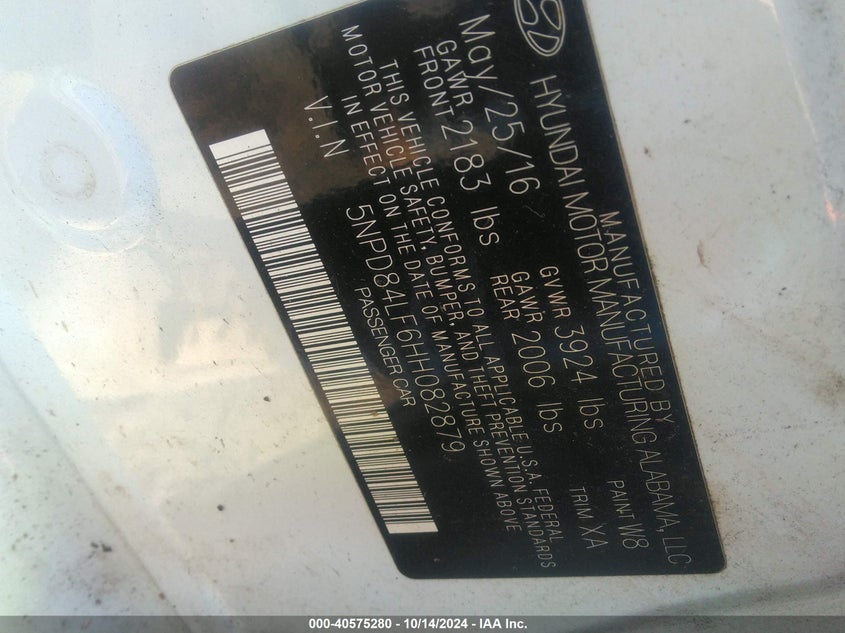 MANUFACTURED BY
HYUNDAI MOTOR MANUFACTURING ALABAMA, LLC
May/25/16 GVWR 3924 lbs PAINT W8
GAWR FRONT 2183 lbs GAWR REAR 2006 lbs TRIM XA
THIS VEHICLE CONFORMS TO ALL APPLICABLE U.S.A. FEDERAL
MOTOR VEHICLE SAFETY, BUMPER, AND THEFT PREVENTION STANDARDS
IN EFFECT ON THE DATE OF MANUFACTURE SHOWN ABOVE
V.I.N 5NPD84LF6HH082879
PASSENGER CAR
000-40575280 - 10/14/2024 - IAA Inc.